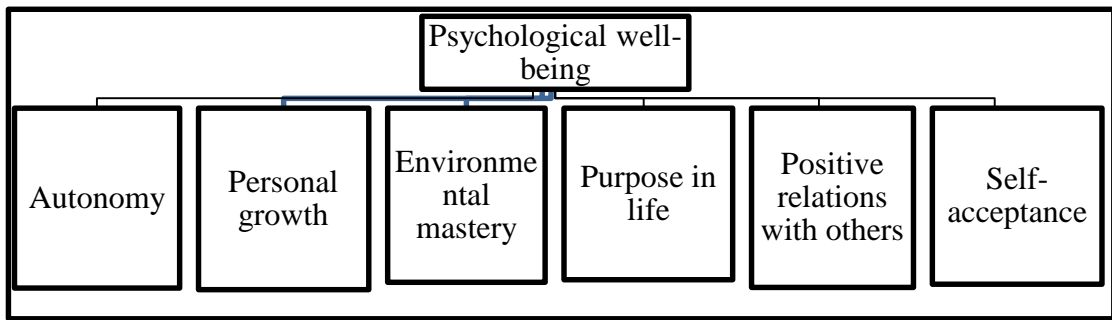 Psychological well-
being
Autonomy
Personal
growth
Environme
ntal
mastery
Purpose in
life
Positive
relations
with others
Self-
acceptance